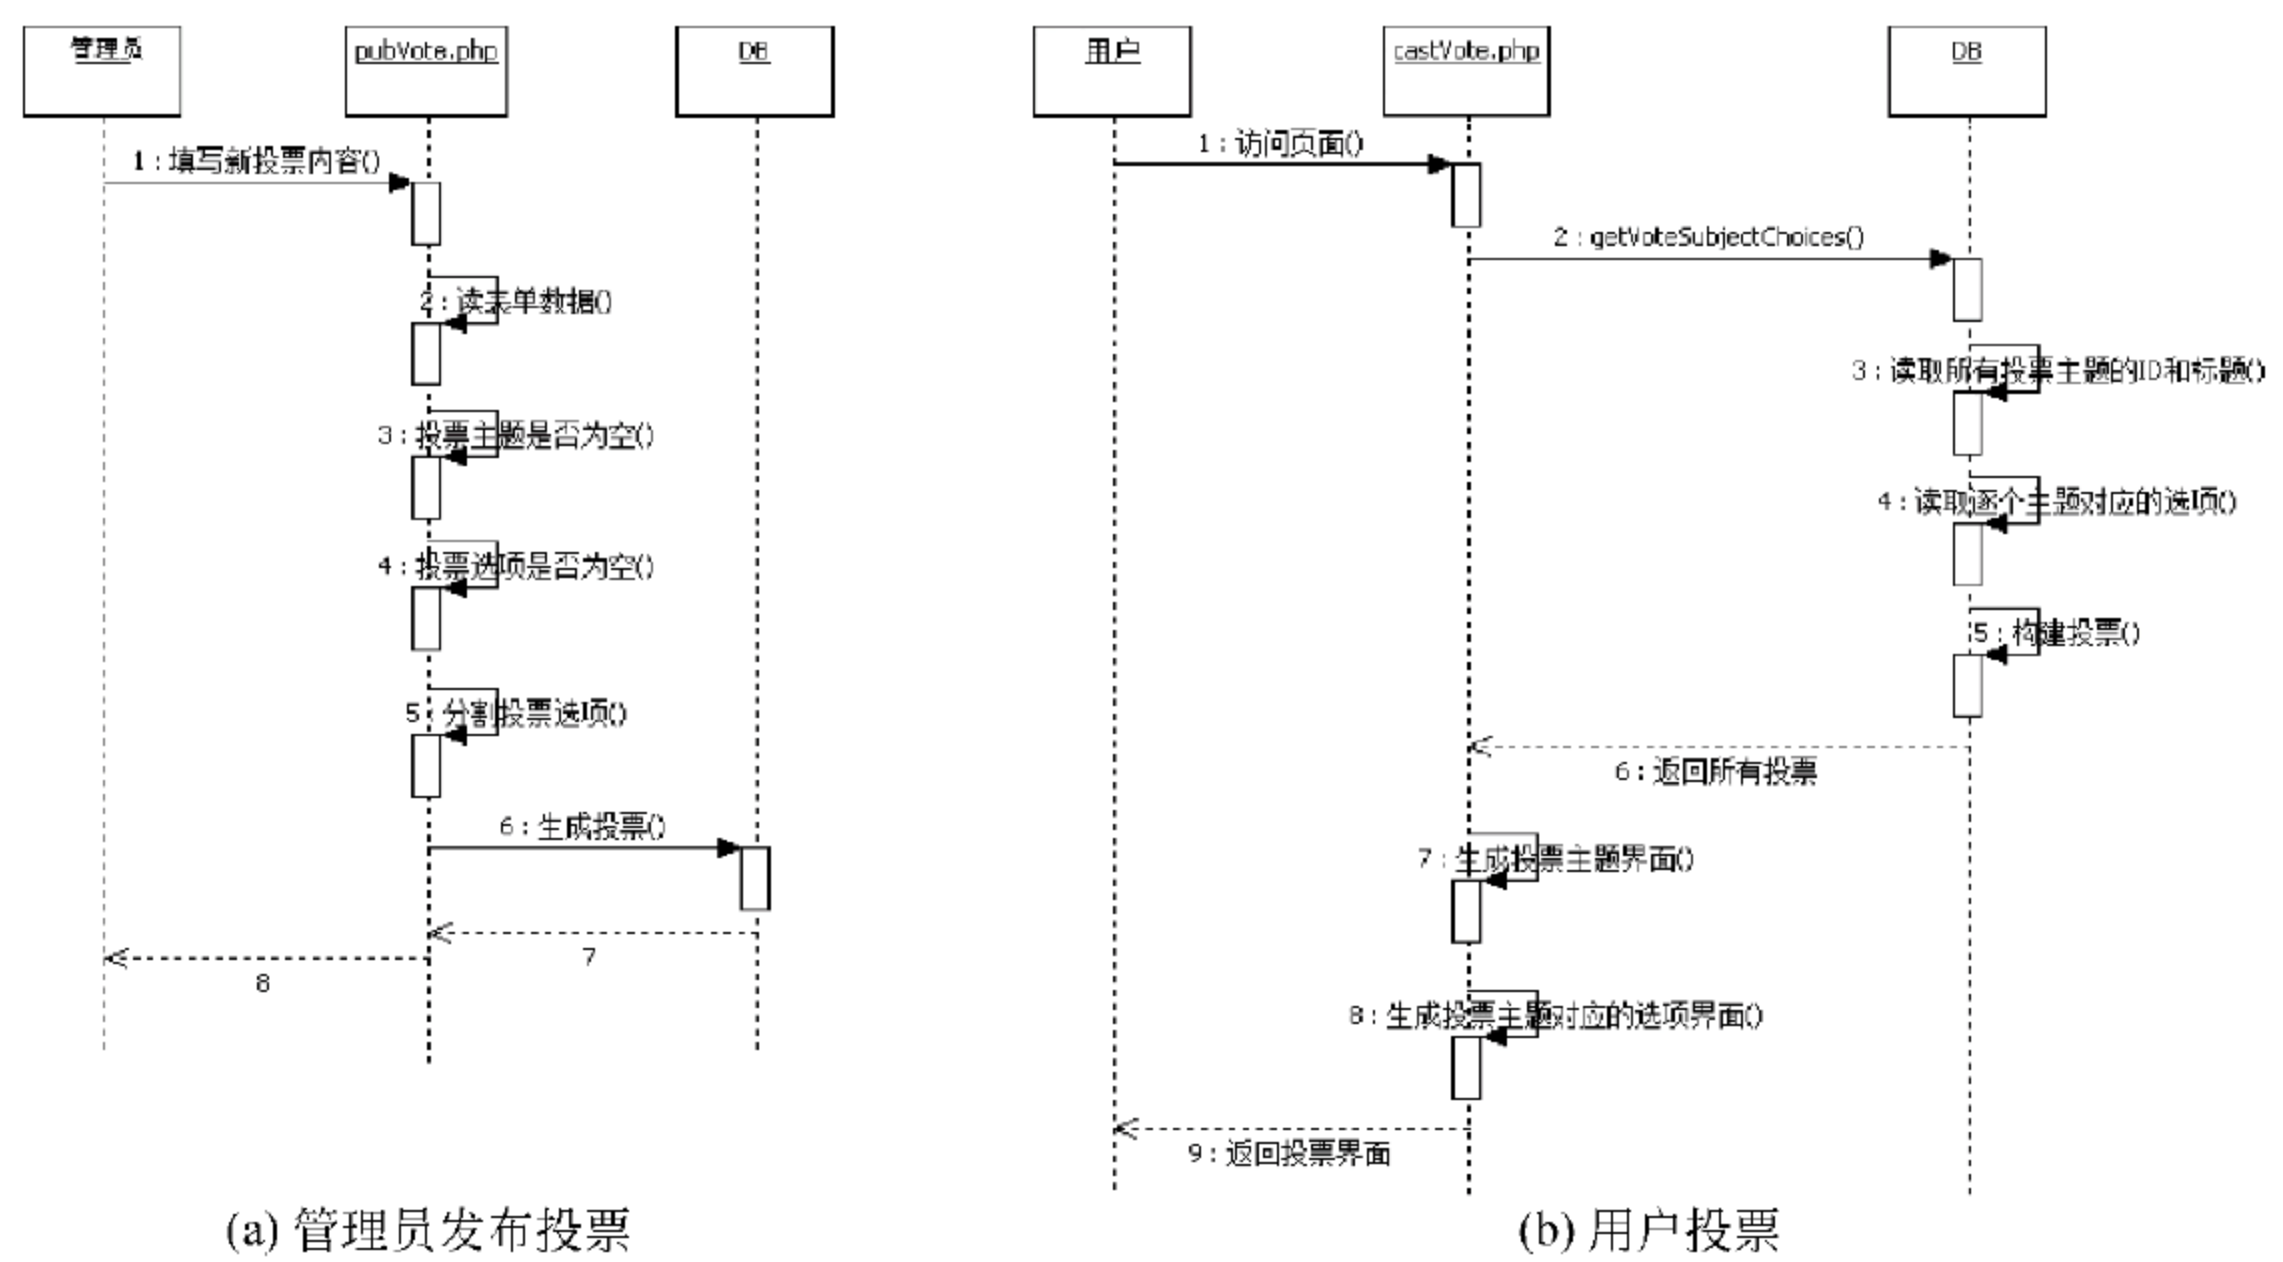 管理员
pubVote.php
DB
1:填写新投票内容()
2:读表单数据()
3:投票主题是否为空()
4:投票选项是否为空()
5:分割投票选项()
6:生成投票()
7
8
(a) 管理员发布投票
用户
castVote.php
DB
1:访问页面()
2:getVoteSubjectChoices()
3:读取所有投票主题的ID和标题()
4:读取逐个主题对应的选项()
5:构建投票()
6:返回所有投票
7:生成投票主题界面()
8:生成投票主题对应的选项界面()
9:返回投票界面
(b) 用户投票